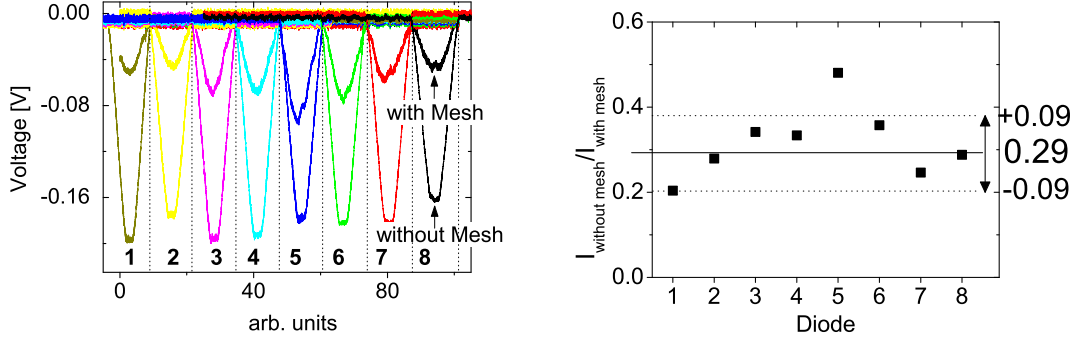 0.00
-0.08
-0.16
Voltage [V]
with Mesh
without Mesh
1 2 3 4 5 6 7 8
0 40 80
arb. units
0.6
0.4
0.2
0.0
I without mesh/I with mesh
+0.09
0.29
-0.09
1 2 3 4 5 6 7 8
Diode